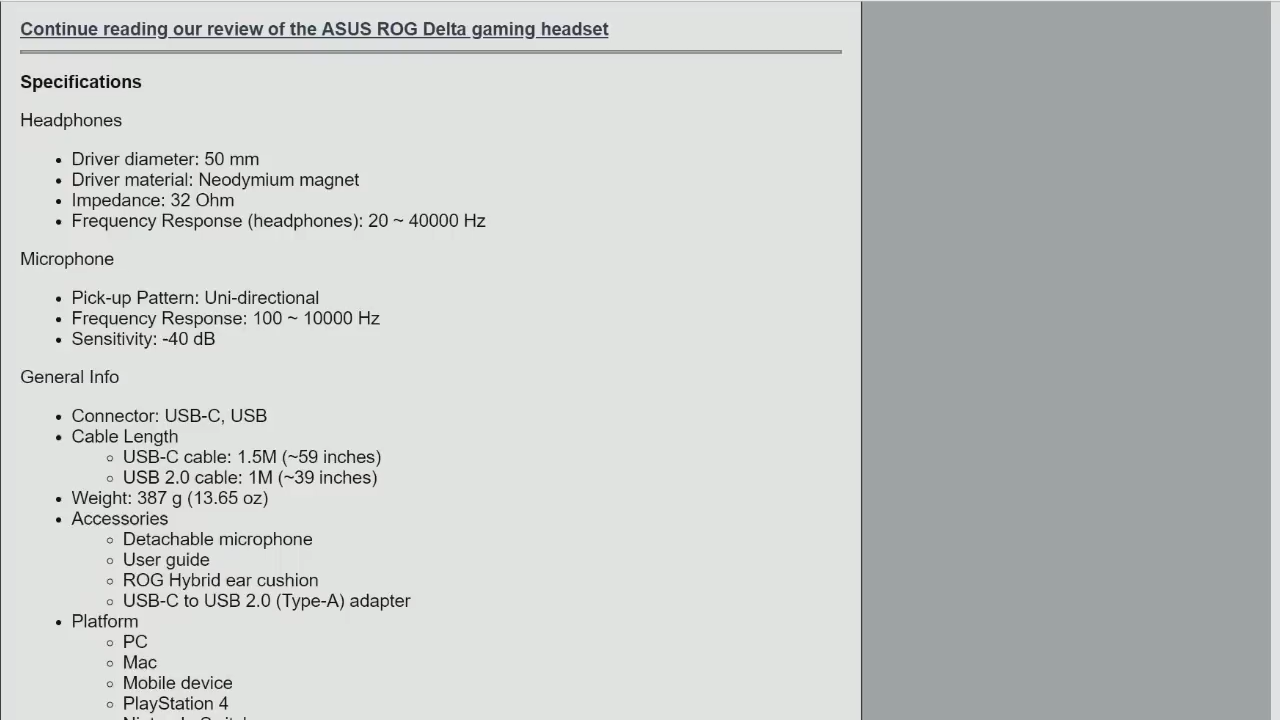 Continue reading our review of the ASUS ROG Delta gaming headset
Specifications
Headphones
Driver diameter: 50 mm
Driver material: Neodymium magnet
Impedance: 32 Ohm
Frequency Response (headphones): 20 ~ 40000 Hz
Microphone
Pick-up Pattern: Uni-directional
Frequency Response: 100 ~ 10000 Hz
Sensitivity: -40 dB
General Info
Connector: USB-C, USB
Cable Length
USB-C cable: 1.5M (~59 inches)
USB 2.0 cable: 1M (~39 inches)
Weight: 387 g (13.65 oz)
Accessories
Detachable microphone
User guide
ROG Hybrid ear cushion
USB-C to USB 2.0 (Type-A) adapter
Platform
PC
Mac
Mobile device
PlayStation 4